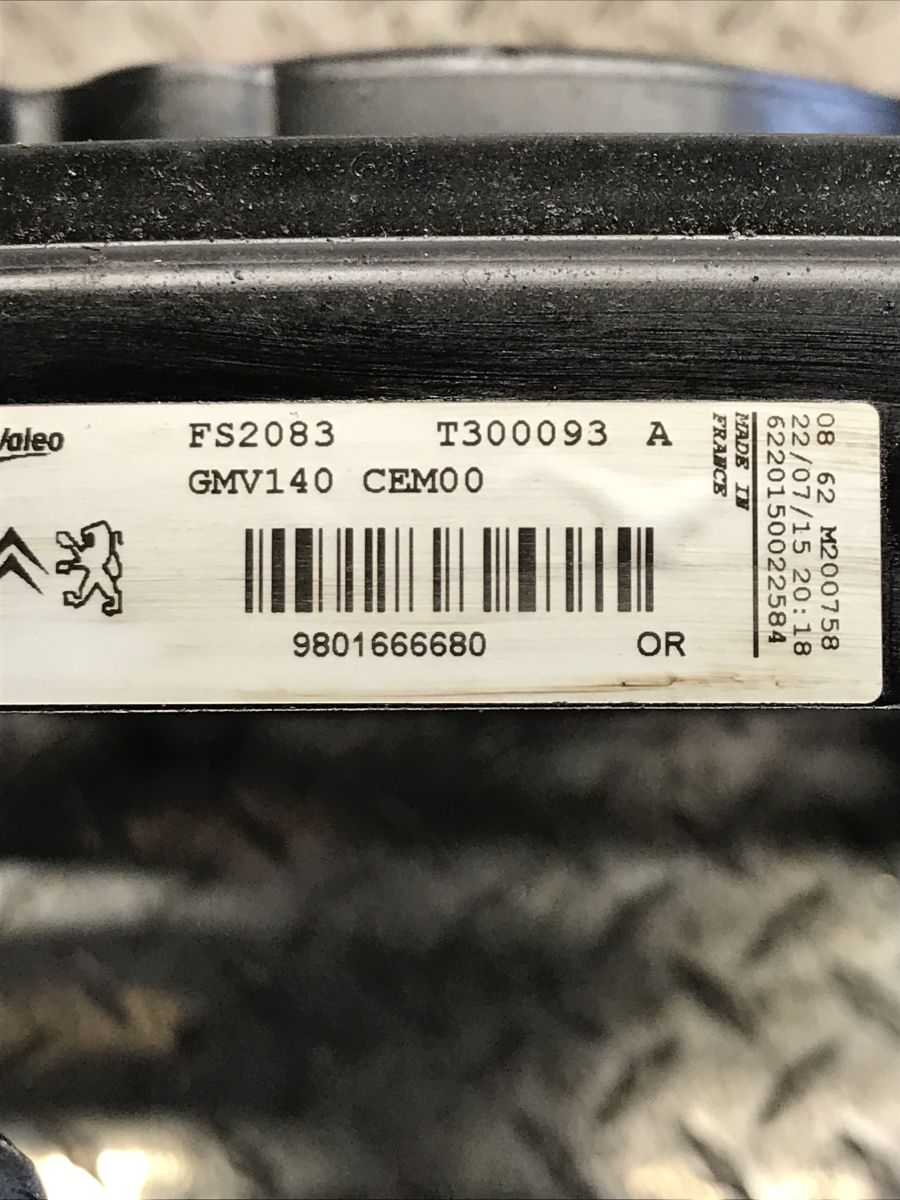 Valeo
FS2083 T300093 A
GMV140 CEM00
9801666680 OR
MADE IN
FRANCE
08 62 M200758
22/07/15 20:18
6220150022584